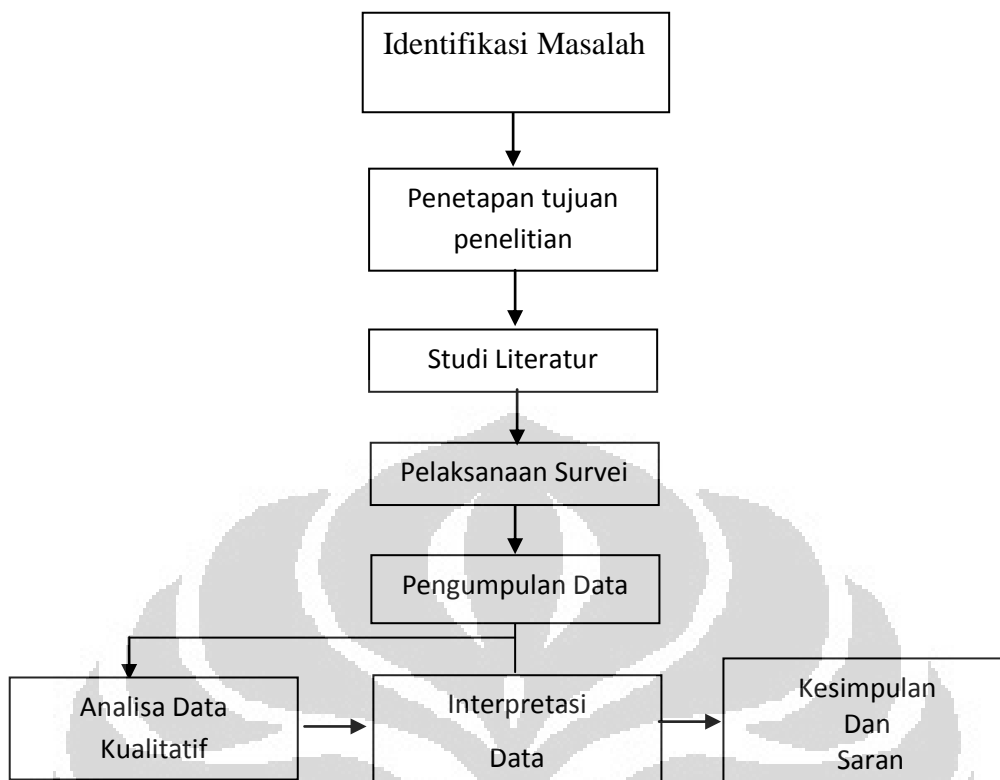 Identifikasi Masalah
Penetapan tujuan
penelitian
Studi Literatur
Pelaksanaan Survei
Pengumpulan Data
Analisa Data
Kualitatif
Interpretasi
Data
Kesimpulan
Dan
Saran